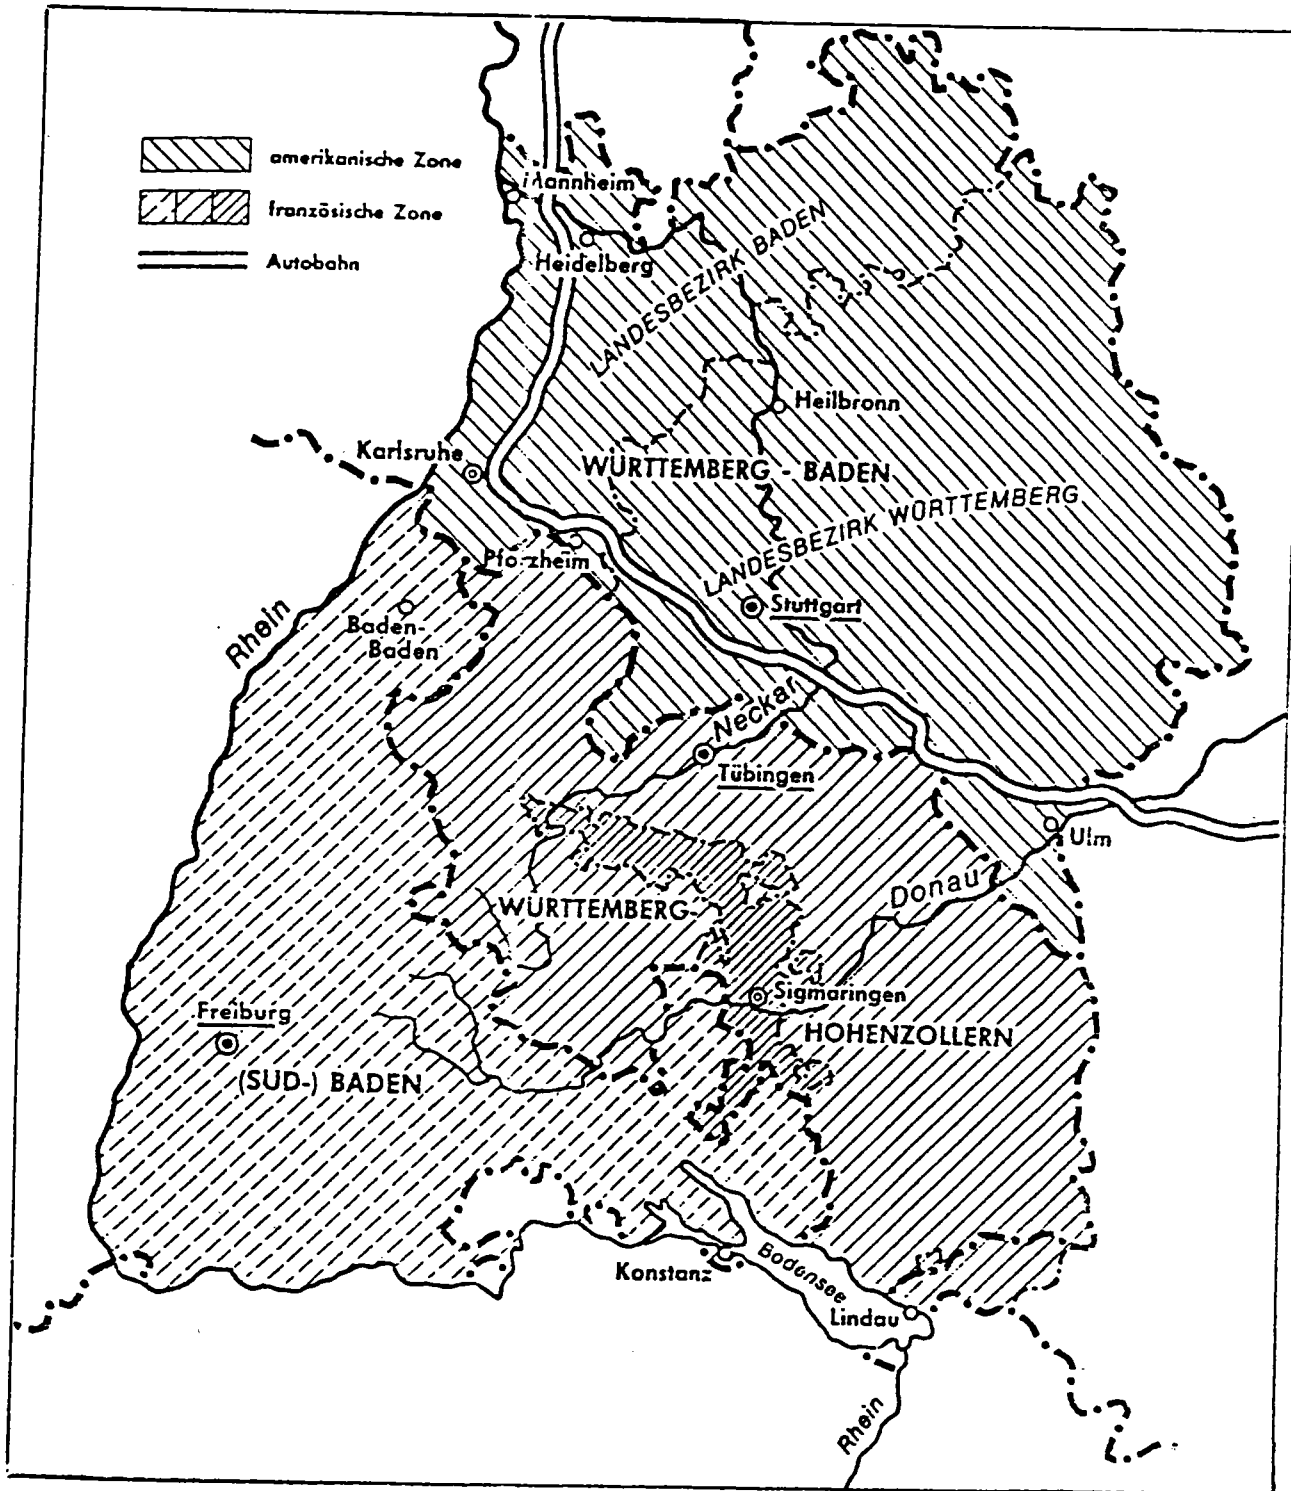 amerikanische Zone
französische Zone
Autobahn
Mannheim
Heidelberg
LANDESBEZIRK BADEN
Heilbronn
Karlsruhe
WÜRTTEMBERG - BADEN
LANDESBEZIRK WÜRTTEMBERG
Pforzheim
Stuttgart
Rhein
Baden-
Baden
Neckar
Tübingen
Ulm
Donau
WÜRTTEMBERG-
Sigmaringen
Freiburg
HOHENZOLLERN
(SÜD-) BADEN
Bodensee
Konstanz
Lindau
Rhein